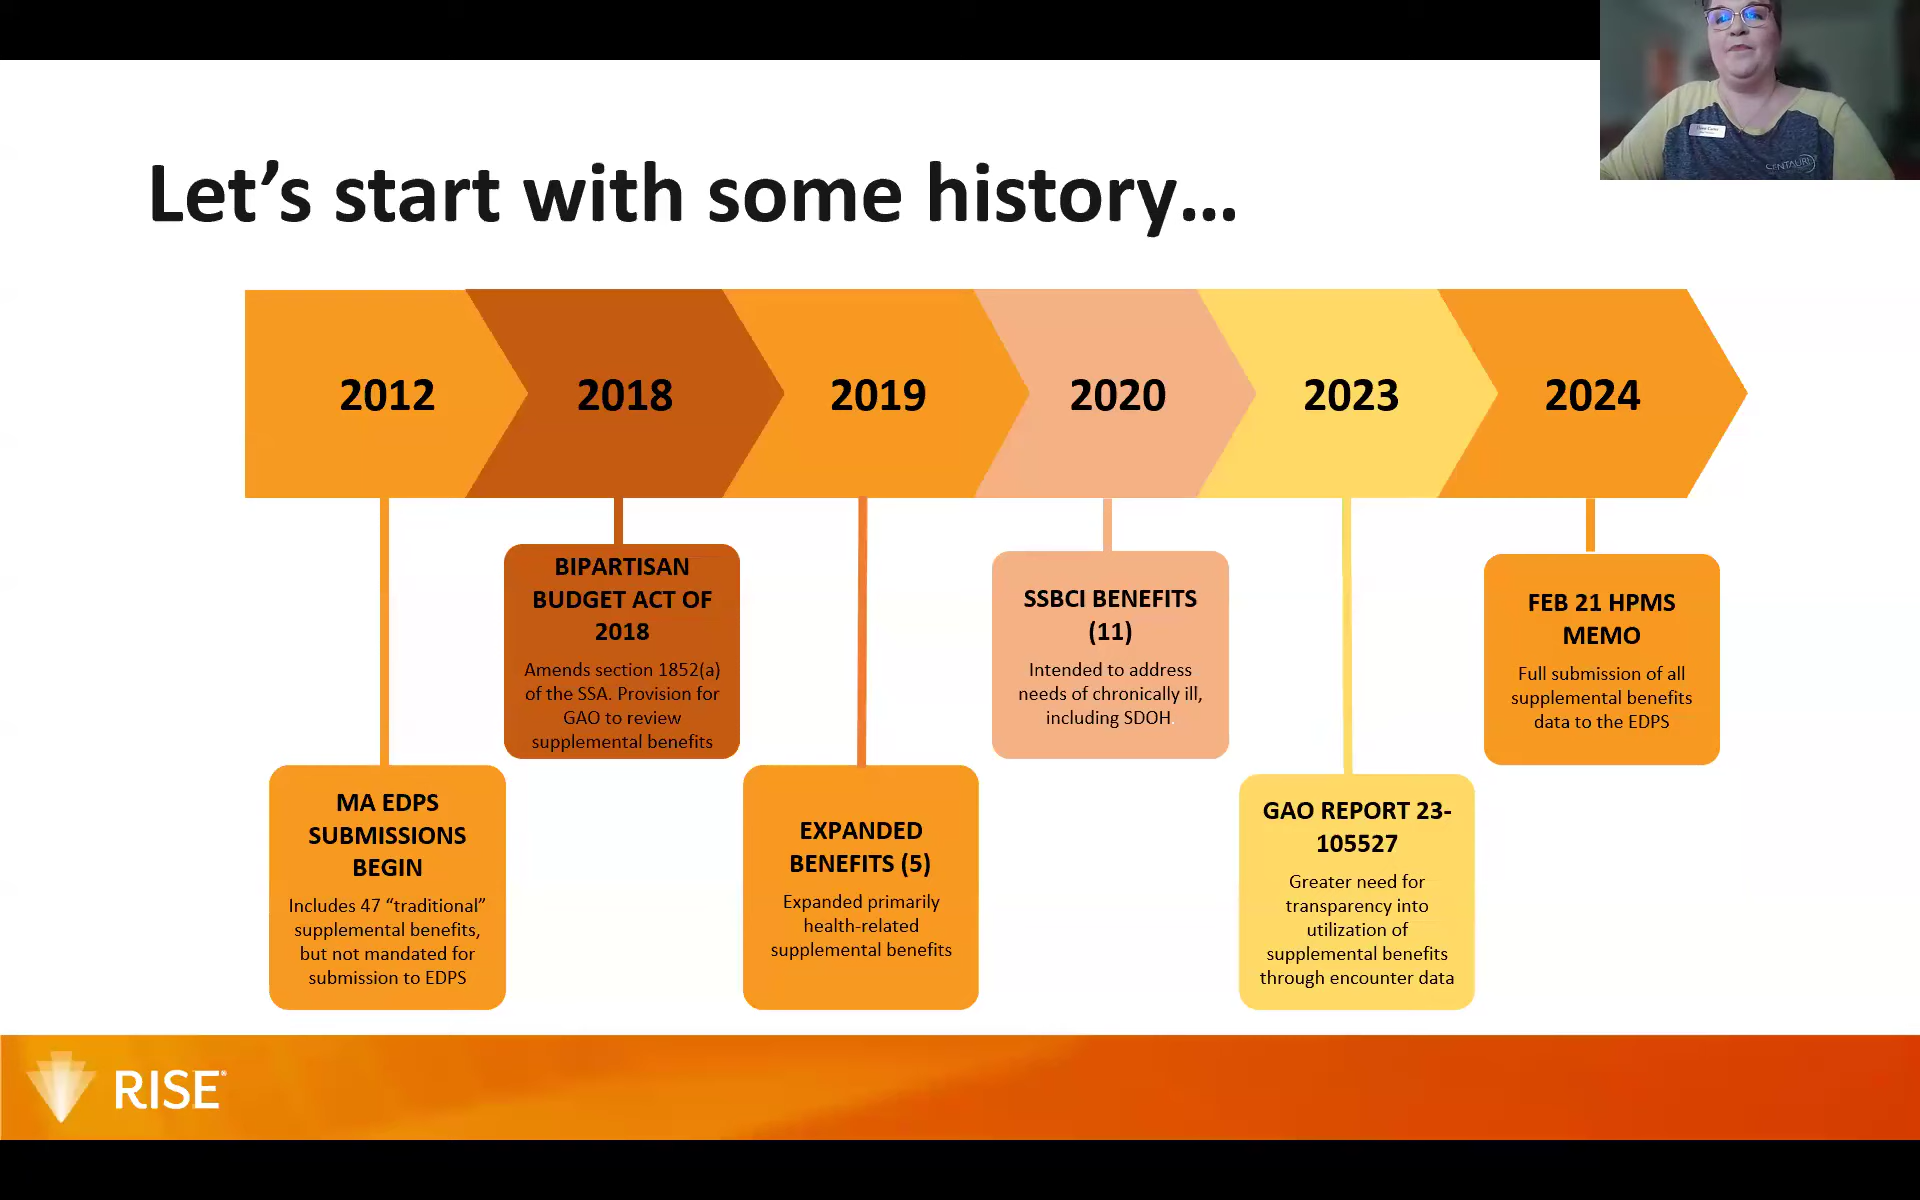 Let’s start with some history...
2012
2018
2019
2020
2023
2024
MA EDPS
SUBMISSIONS
BEGIN
Includes 47 “traditional”
supplemental benefits,
but not mandated for
submission to EDPS
BIPARTISAN
BUDGET ACT OF
2018
Amends section 1852(a)
of the SSA. Provision for
GAO to review
supplemental benefits
EXPANDED
BENEFITS (5)
Expanded primarily
health-related
supplemental benefits
SSBCI BENEFITS
(11)
Intended to address
needs of chronically ill,
including SDOH
GAO REPORT 23-
105527
Greater need for
transparency into
utilization of
supplemental benefits
through encounter data
FEB 21 HPMS
MEMO
Full submission of all
supplemental benefits
data to the EDPS
RISE
CENTAURI